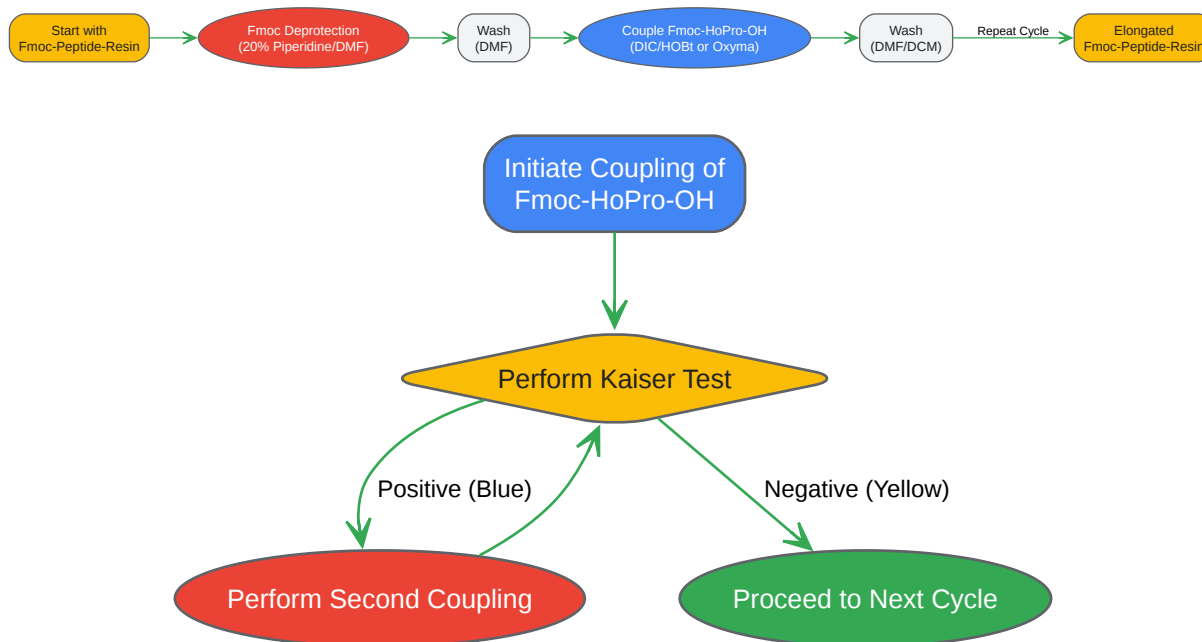 Start with
Fmoc-Peptide-Resin
Fmoc Deprotection
(20% Piperidine/DMF)
Wash
(DMF)
Couple Fmoc-HoPro-OH
(DIC/HOBt or Oxyma)
Wash
(DMF/DCM)
Repeat Cycle
Elongated
Fmoc-Peptide-Resin
Initiate Coupling of
Fmoc-HoPro-OH
Perform Kaiser Test
Positive (Blue)
Negative (Yellow)
Perform Second Coupling
Proceed to Next Cycle